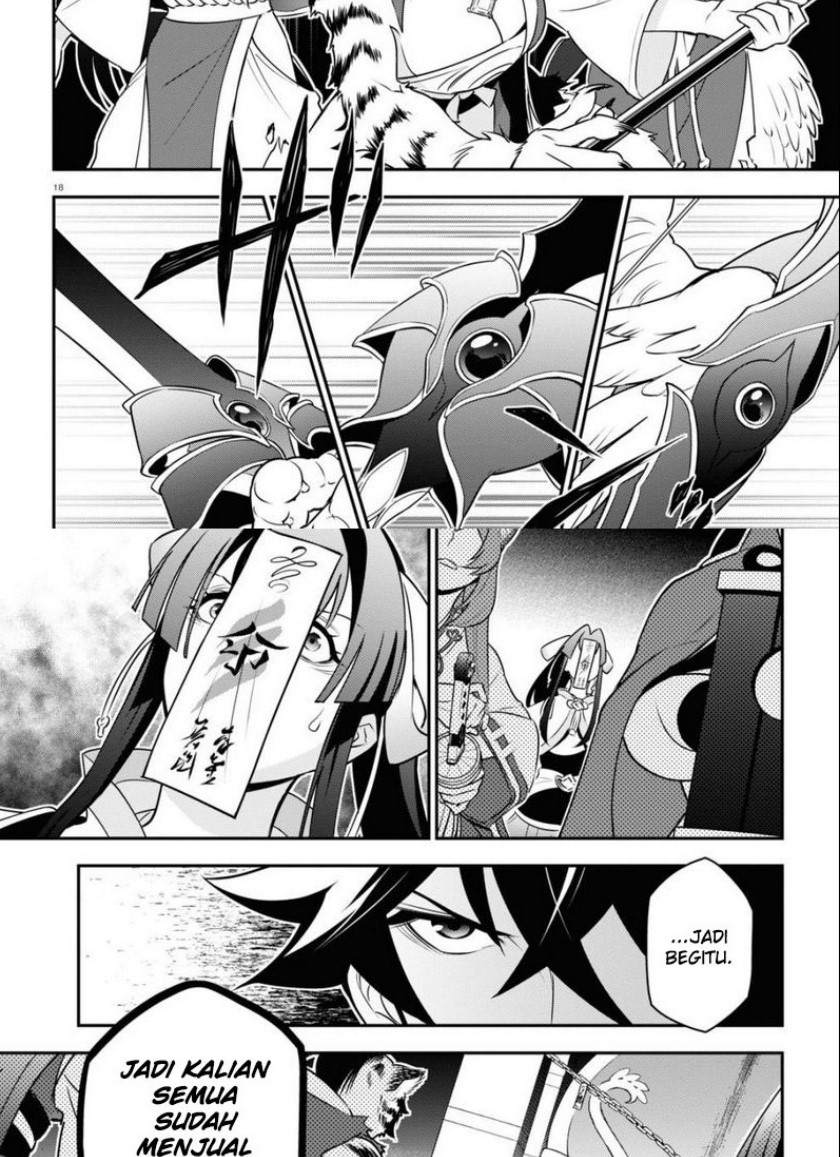 18
...JADI
BEGITU.
JADI KALIAN
SEMUA
SUDAH
MENJUAL